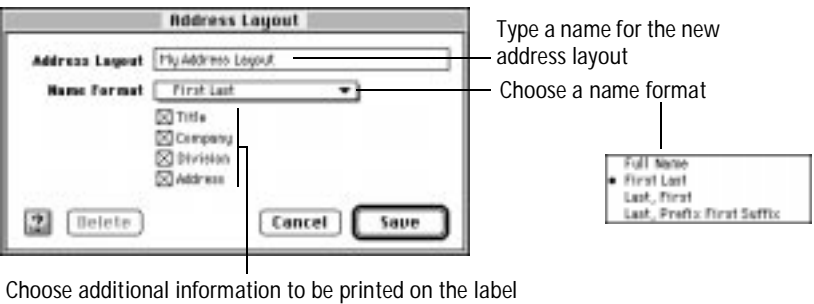 Address Layout
Type a name for the new
address layout
Address Layout My Address Layout
Choose a name format
Name Format First Last
Title
Company
Division
Address
Full Name
First Last
Last, First
Last, Prefix First Suffix
? Delete Cancel Save
Choose additional information to be printed on the label